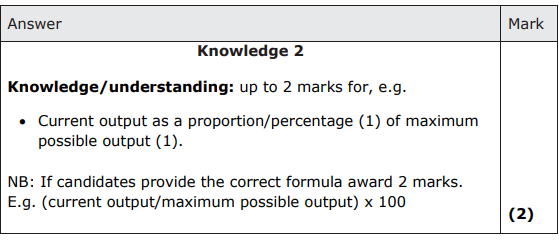 Answer Mark
Knowledge 2
Knowledge/understanding: up to 2 marks for, e.g.
• Current output as a proportion/percentage (1) of maximum
possible output (1).
NB: If candidates provide the correct formula award 2 marks.
E.g. (current output/maximum possible output) x 100
(2)